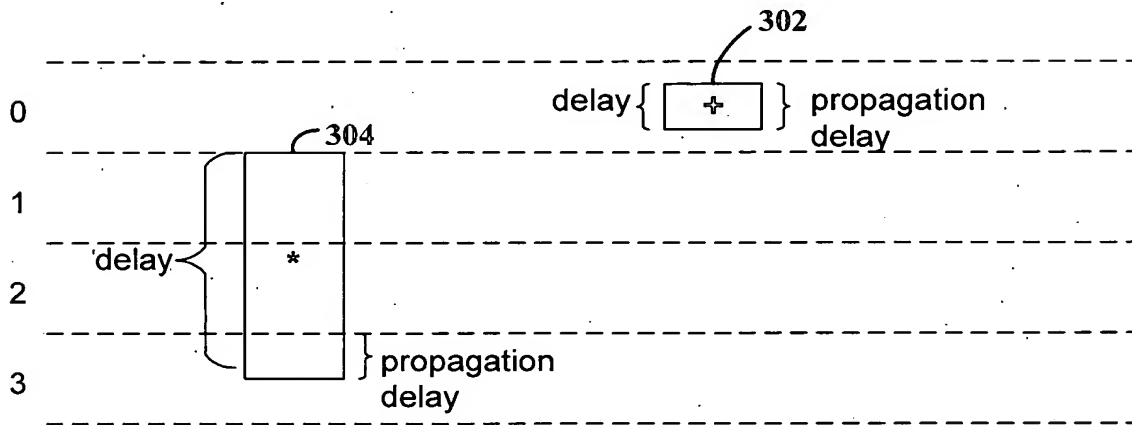 302
0
delay
+
propagation
delay
304
1
delay
*
2
propagation
delay
3